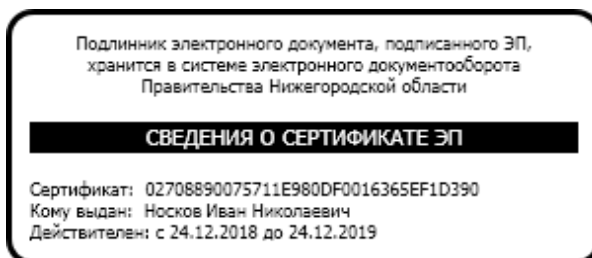 Подлинник электронного документа, подписанного ЭП,
хранится в системе электронного документооборота
Правительства Нижегородской области
СВЕДЕНИЯ О СЕРТИФИКАТЕ ЭП
Сертификат: 02708890075711E980DF0016365EF1D390
Кому выдан: Носков Иван Николаевич
Действителен: с 24.12.2018 до 24.12.2019